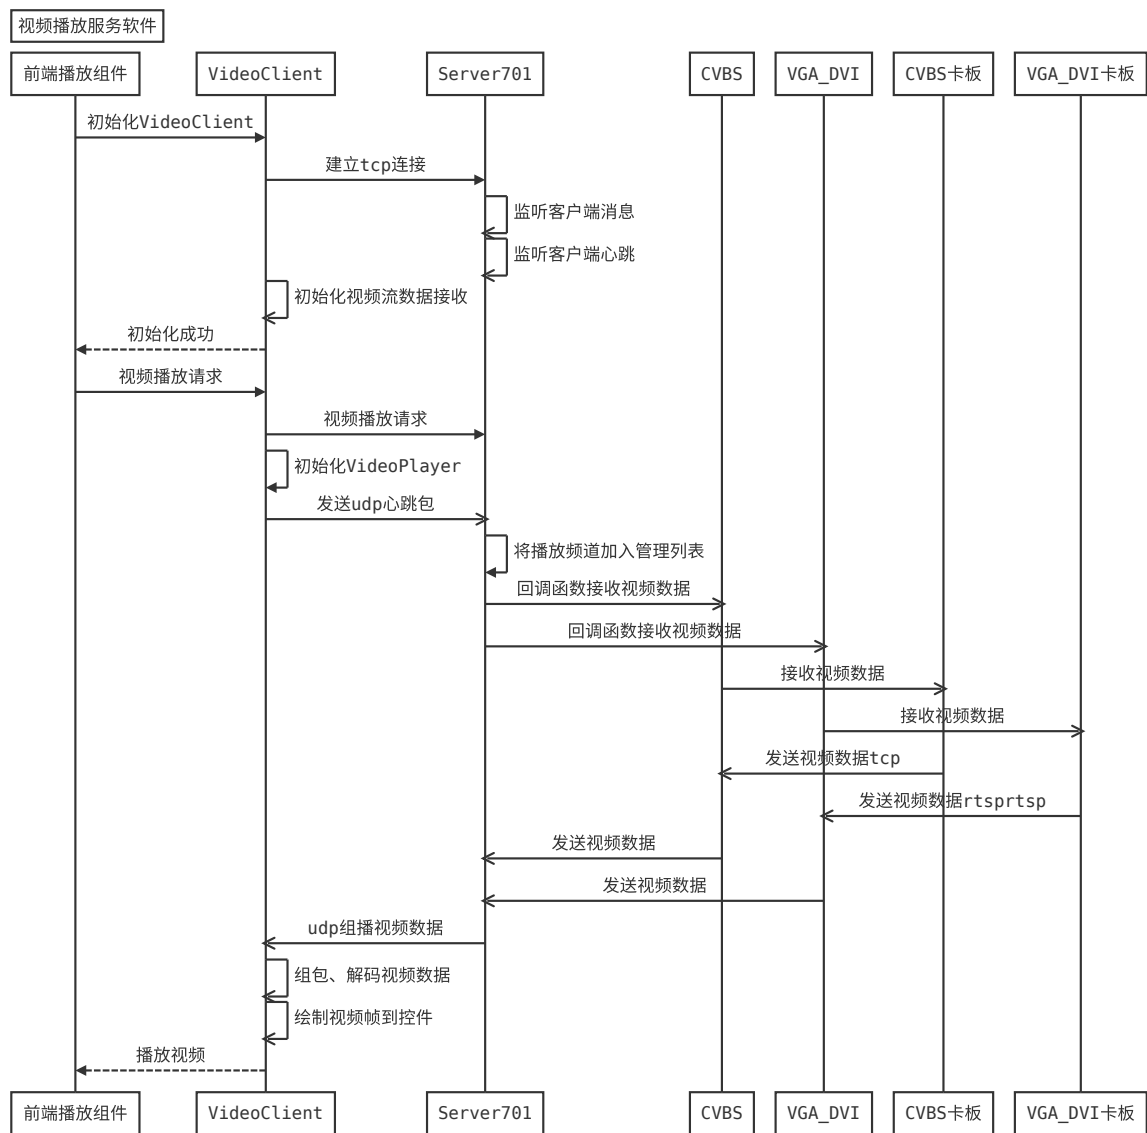 视频播放服务软件
前端播放组件 VideoClient Server701 CVBS VGA_DVI CVBS卡板 VGA_DVI卡板
初始化VideoClient
建立tcp连接
监听客户端消息
监听客户端心跳
初始化视频流数据接收
初始化成功
视频播放请求
视频播放请求
初始化VideoPlayer
发送udp心跳包
将播放频道加入管理列表
回调函数接收视频数据
回调函数接收视频数据
接收视频数据
接收视频数据
发送视频数据tcp
发送视频数据rtsprtsp
发送视频数据
发送视频数据
udp组播视频数据
组包、解码视频数据
绘制视频帧到控件
播放视频
前端播放组件 VideoClient Server701 CVBS VGA_DVI CVBS卡板 VGA_DVI卡板